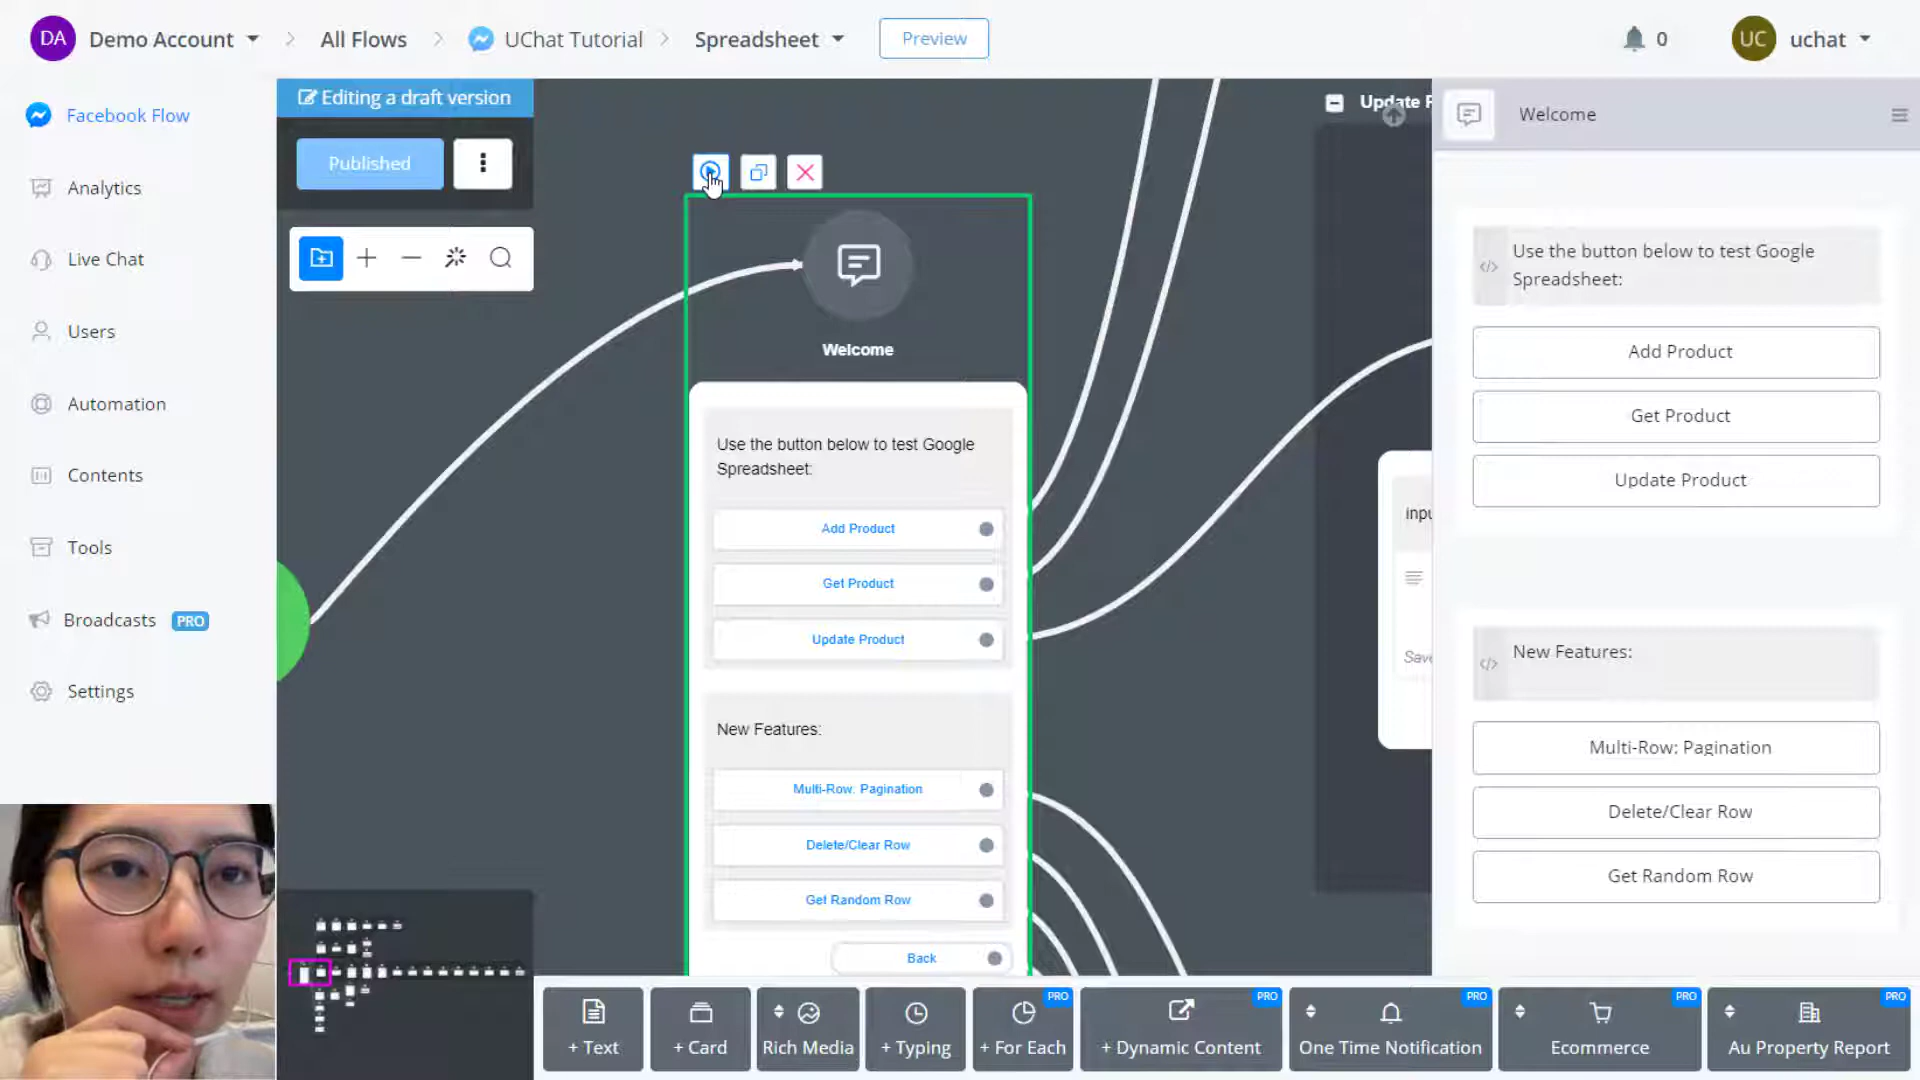 DA Demo Account All Flows UChat Tutorial Spreadsheet Preview 0 UC uchat
Facebook Flow
Analytics
Live Chat
Users
Automation
Contents
Tools
Broadcasts PRO
Settings
Editing a draft version
Published
Welcome
Use the button below to test Google
Spreadsheet:
Add Product
Get Product
Update Product
New Features:
Multi-Row: Pagination
Delete/Clear Row
Get Random Row
Back
Update P
inpu
Save
Welcome
Use the button below to test Google
Spreadsheet:
Add Product
Get Product
Update Product
New Features:
Multi-Row: Pagination
Delete/Clear Row
Get Random Row
+ Text
+ Card
Rich Media
+ Typing
PRO
+ For Each
PRO
+ Dynamic Content
PRO
One Time Notification
PRO
Ecommerce
PRO
Au Property Report